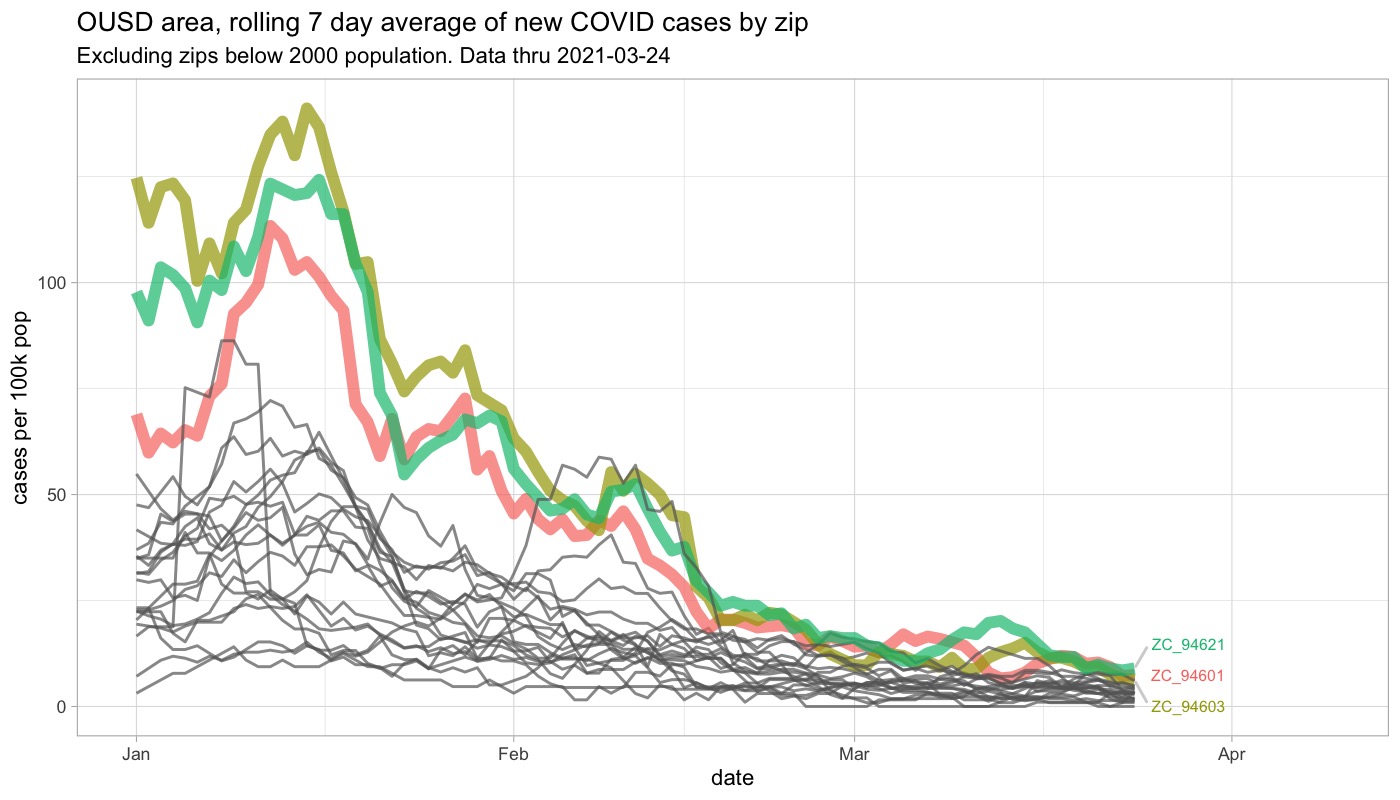 OUSD area, rolling 7 day average of new COVID cases by zip
Excluding zips below 2000 population. Data thru 2021-03-24
cases per 100k pop
100
50
0
ZC_94621
ZC_94601
ZC_94603
Jan
Feb
Mar
Apr
date